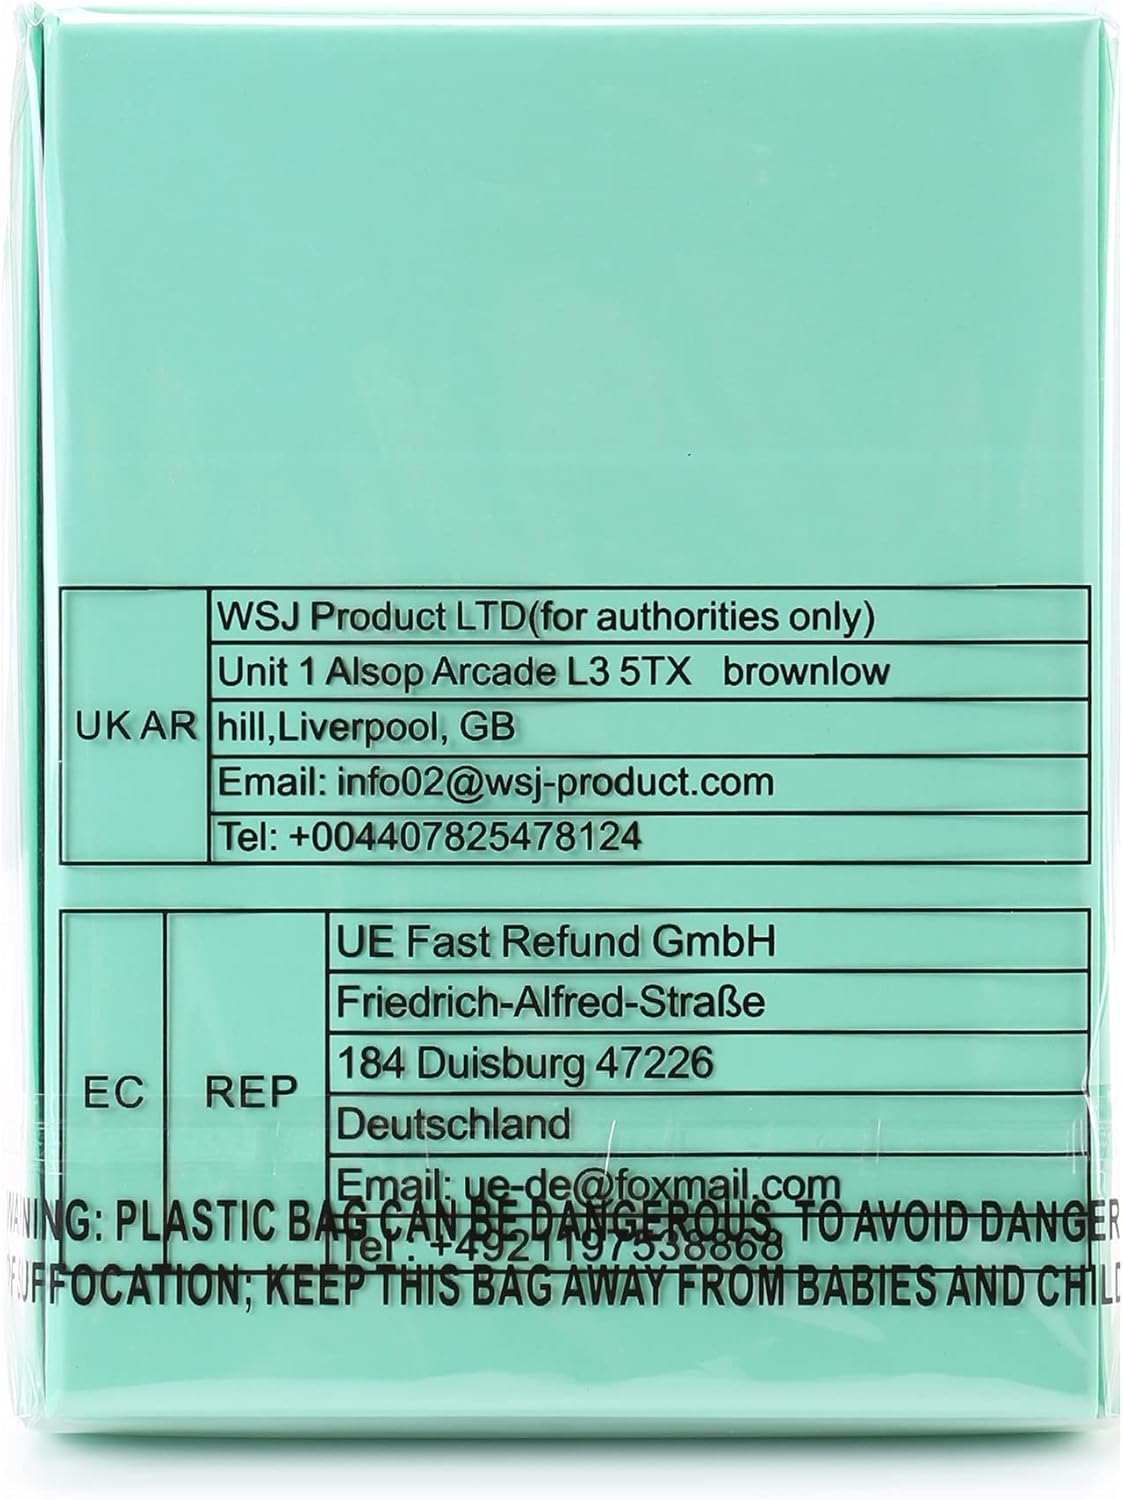 UK AR
WSJ Product LTD(for authorities only)
Unit 1 Alsop Arcade L3 5TX brownlow
hill,Liverpool, GB
Email: info02@wsj-product.com
Tel: +004407825478124
EC REP
UE Fast Refund GmbH
Friedrich-Alfred-Straße
184 Duisburg 47226
Deutschland
Email: ue-de@foxmail.com
Tel : +4921197538868
WARNING: PLASTIC BAG CAN BE DANGEROUS. TO AVOID DANGER
OF SUFFOCATION; KEEP THIS BAG AWAY FROM BABIES AND CHILD